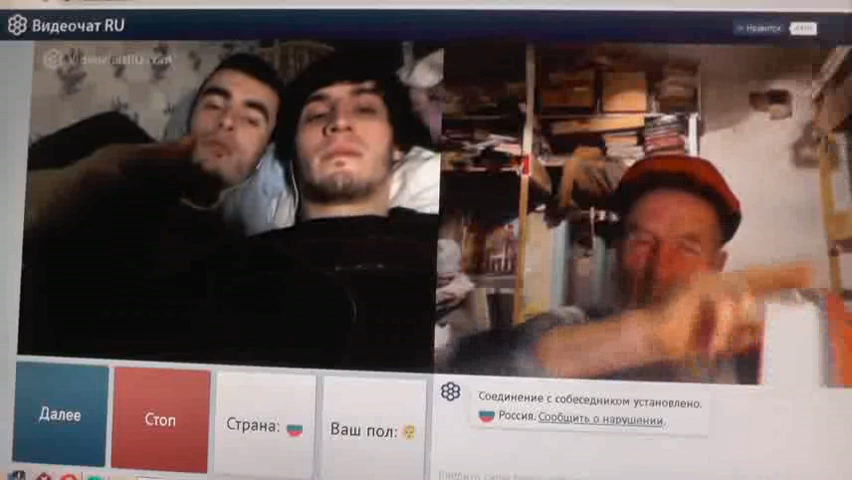 Видеочат RU
Нравится
Далее
Стоп
Страна:
Ваш пол:
Соединение с собеседником установлено.
Россия. Сообщить о нарушении.